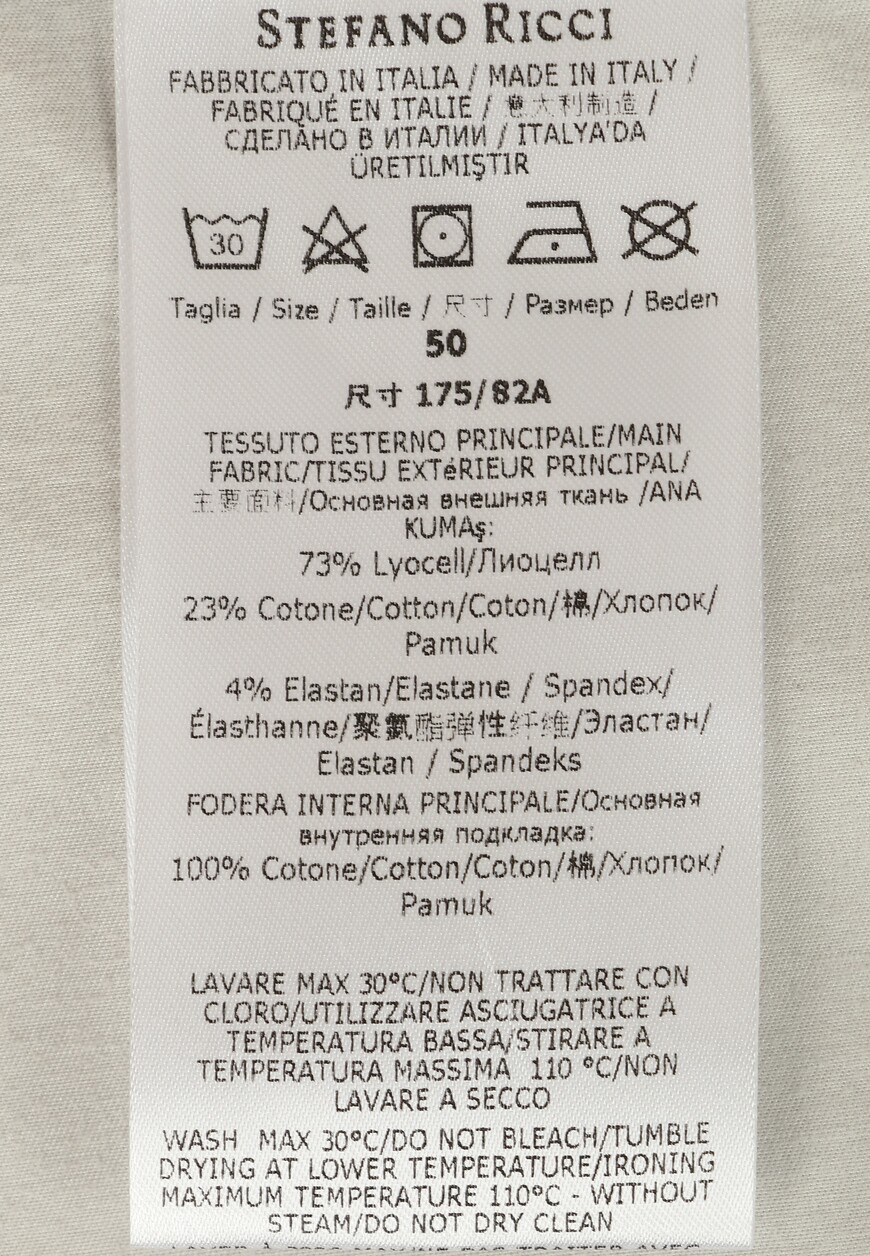 STEFANO RICCI
FABBRICATO IN ITALIA / MADE IN ITALY /
FABRIQUÉ EN ITALIE / 意大利制造 /
СДЕЛАНО В ИТАЛИИ / ITALYA'DA
ÜRETILMIŞTIR
30
Taglia / Size / Taille / 尺寸 / Размер / Beden
50
尺寸 175/82A
TESSUTO ESTERNO PRINCIPALE/MAIN
FABRIC/TISSU EXTéRIEUR PRINCIPAL/
主要面料/Основная внешняя ткань /ANA
KUMAş:
73% Lyocell/Лиоцелл
23% Cotone/Cotton/Coton/棉/Хлопок/
Pamuk
4% Elastan/Elastane / Spandex/
Élasthanne/聚氨酯弹性纤维/Эластан/
Elastan / Spandeks
FODERA INTERNA PRINCIPALE/Основная
внутренняя подкладка:
100% Cotone/Cotton/Coton/棉/Хлопок/
Pamuk
LAVARE MAX 30°C/NON TRATTARE CON
CLORO/UTILIZZARE ASCIUGATRICE A
TEMPERATURA BASSA/STIRARE A
TEMPERATURA MASSIMA 110 °C/NON
LAVARE A SECCO
WASH MAX 30°C/DO NOT BLEACH/TUMBLE
DRYING AT LOWER TEMPERATURE/IRONING
MAXIMUM TEMPERATURE 110°C - WITHOUT
STEAM/DO NOT DRY CLEAN